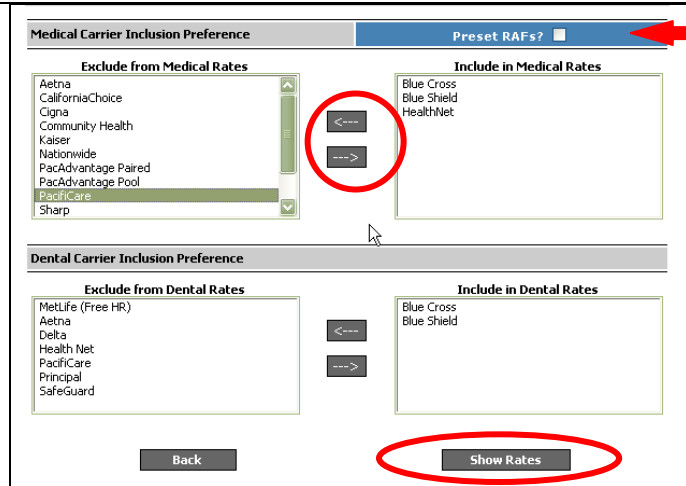 Medical Carrier Inclusion Preference
Preset RAFs?
Exclude from Medical Rates
Include in Medical Rates
Aetna
CaliforniaChoice
Cigna
Community Health
Kaiser
Nationwide
PacAdvantage Paired
PacAdvantage Pool
PacifiCare
Sharp
<---
--->
Blue Cross
Blue Shield
HealthNet
Dental Carrier Inclusion Preference
Exclude from Dental Rates
Include in Dental Rates
MetLife (Free HR)
Aetna
Delta
Health Net
PacifiCare
Principal
SafeGuard
<---
--->
Blue Cross
Blue Shield
Back
Show Rates